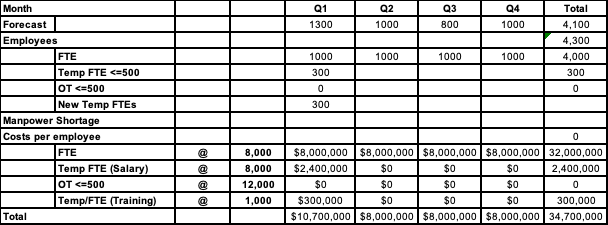 Month Q1 Q2 Q3 Q4 Total
Forecast 1300 1000 800 1000 4,100
Employees 4,300
FTE 1000 1000 1000 1000 4,000
Temp FTE <=500 300 300
OT <=500 0 0
New Temp FTEs 300
Manpower Shortage
Costs per employee 0
FTE @ 8,000 $8,000,000 $8,000,000 $8,000,000 $8,000,000 32,000,000
Temp FTE (Salary) @ 8,000 $2,400,000 $0 $0 $0 2,400,000
OT <=500 @ 12,000 $0 $0 $0 $0 0
Temp/FTE (Training) @ 1,000 $300,000 $0 $0 $0 300,000
Total $10,700,000 $8,000,000 $8,000,000 $8,000,000 34,700,000